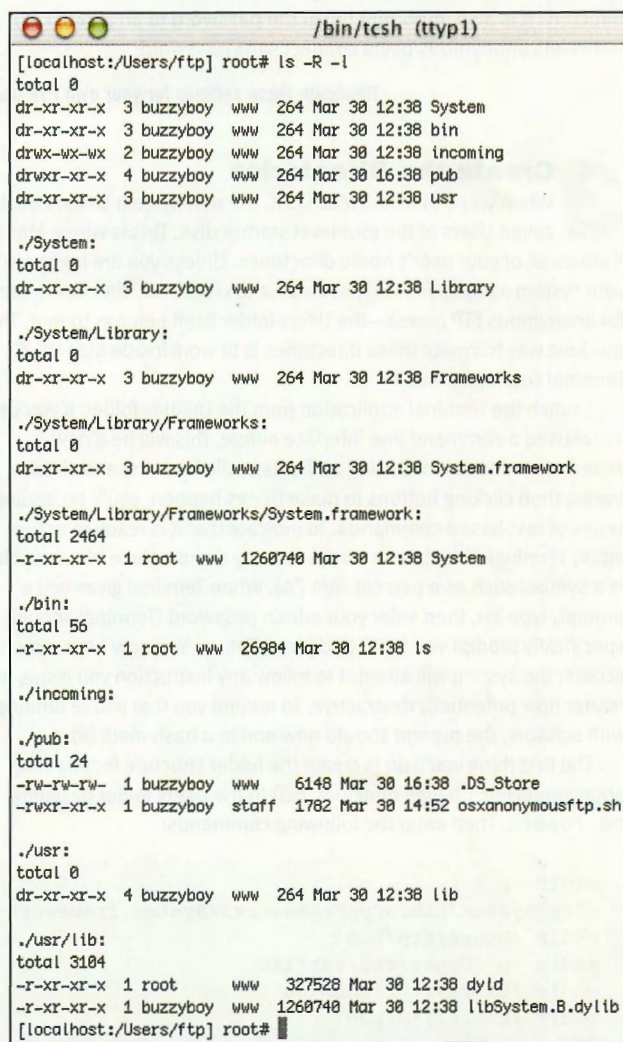 /bin/tcsh (ttyp1)
[localhost:/Users/ftp] root# ls -R -l
total 0
dr-xr-xr-x 3 buzzyboy www 264 Mar 30 12:38 System
dr-xr-xr-x 3 buzzyboy www 264 Mar 30 12:38 bin
drwx-wx-wx 2 buzzyboy www 264 Mar 30 12:38 incoming
drwxr-xr-x 4 buzzyboy www 264 Mar 30 16:38 pub
dr-xr-xr-x 3 buzzyboy www 264 Mar 30 12:38 usr
./System:
total 0
dr-xr-xr-x 3 buzzyboy www 264 Mar 30 12:38 Library
./System/Library:
total 0
dr-xr-xr-x 3 buzzyboy www 264 Mar 30 12:38 Frameworks
./System/Library/Frameworks:
total 0
dr-xr-xr-x 3 buzzyboy www 264 Mar 30 12:38 System.framework
./System/Library/Frameworks/System.framework:
total 2464
-r-xr-xr-x 1 root www 1260740 Mar 30 12:38 System
./bin:
total 56
-r-xr-xr-x 1 root www 26984 Mar 30 12:38 ls
./incoming:
./pub:
total 24
-rw-rw-rw- 1 buzzyboy www 6148 Mar 30 16:38 .DS_Store
-rwxr-xr-x 1 buzzyboy staff 1782 Mar 30 14:52 osxanonymousftp.sh
./usr:
total 0
dr-xr-xr-x 4 buzzyboy www 264 Mar 30 12:38 lib
./usr/lib:
total 3104
-r-xr-xr-x 1 root www 327528 Mar 30 12:38 dyld
-r-xr-xr-x 1 buzzyboy www 1260740 Mar 30 12:38 libSystem.B.dylib
[localhost:/Users/ftp] root#